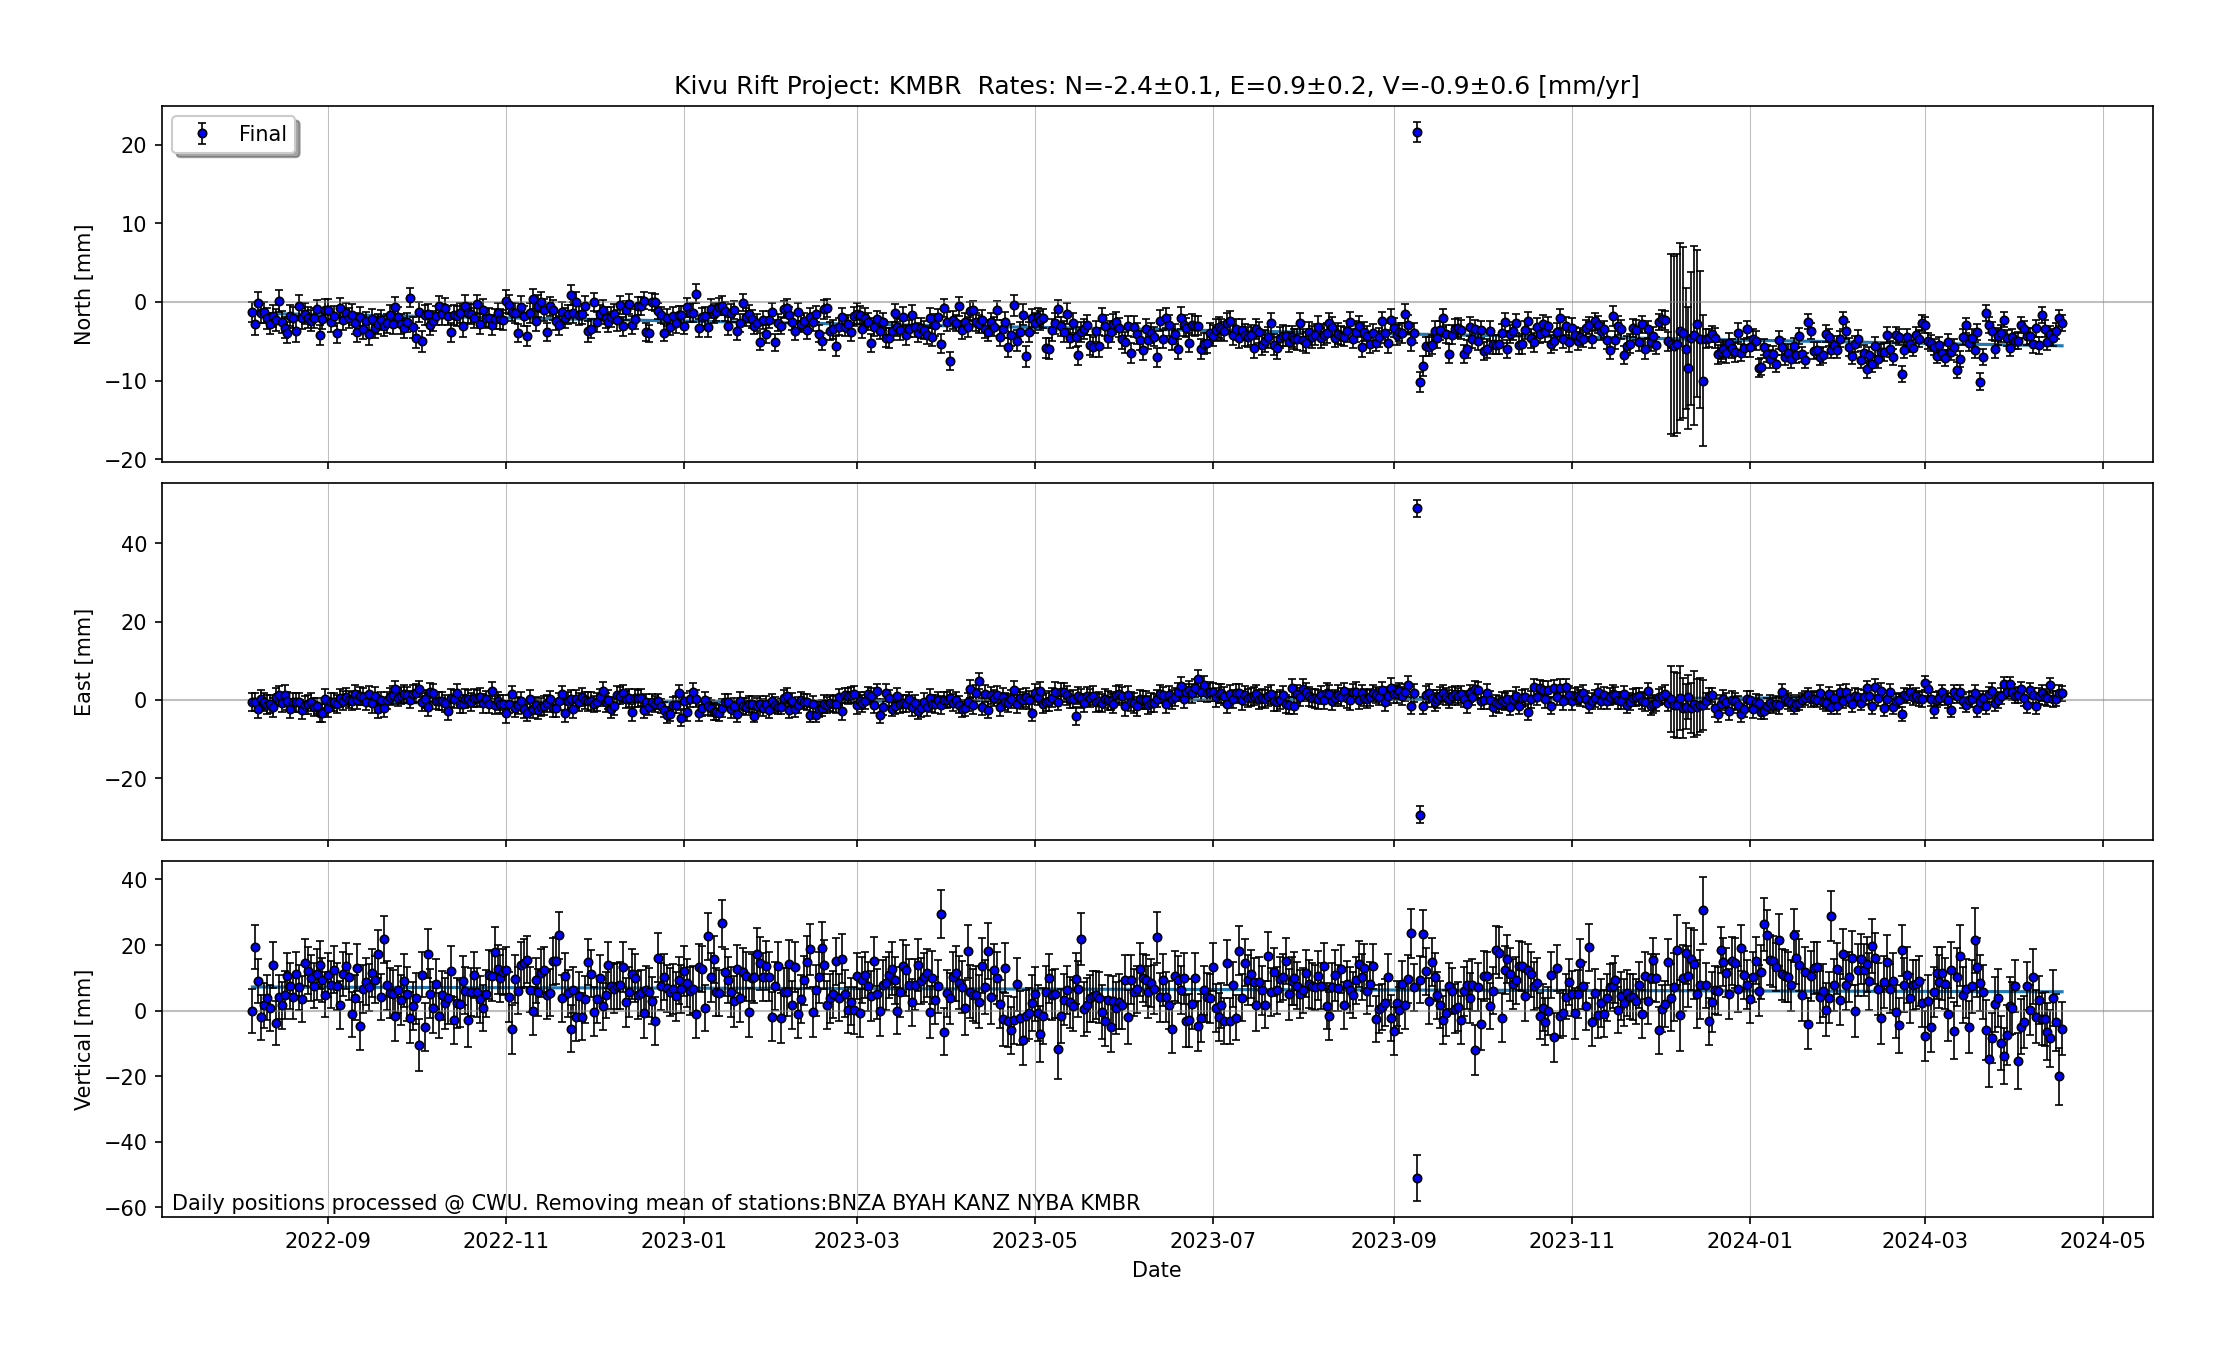 Kivu Rift Project: KMBR  Rates: N=-2.4±0.1, E=0.9±0.2, V=-0.9±0.6 [mm/yr]
Final
20
10
0
−10
−20
North [mm]
40
20
0
−20
East [mm]
40
20
0
−20
−40
−60
Vertical [mm]
Daily positions processed @ CWU. Removing mean of stations:BNZA BYAH KANZ NYBA KMBR
2022-09 2022-11 2023-01 2023-03 2023-05 2023-07 2023-09 2023-11 2024-01 2024-03 2024-05
Date